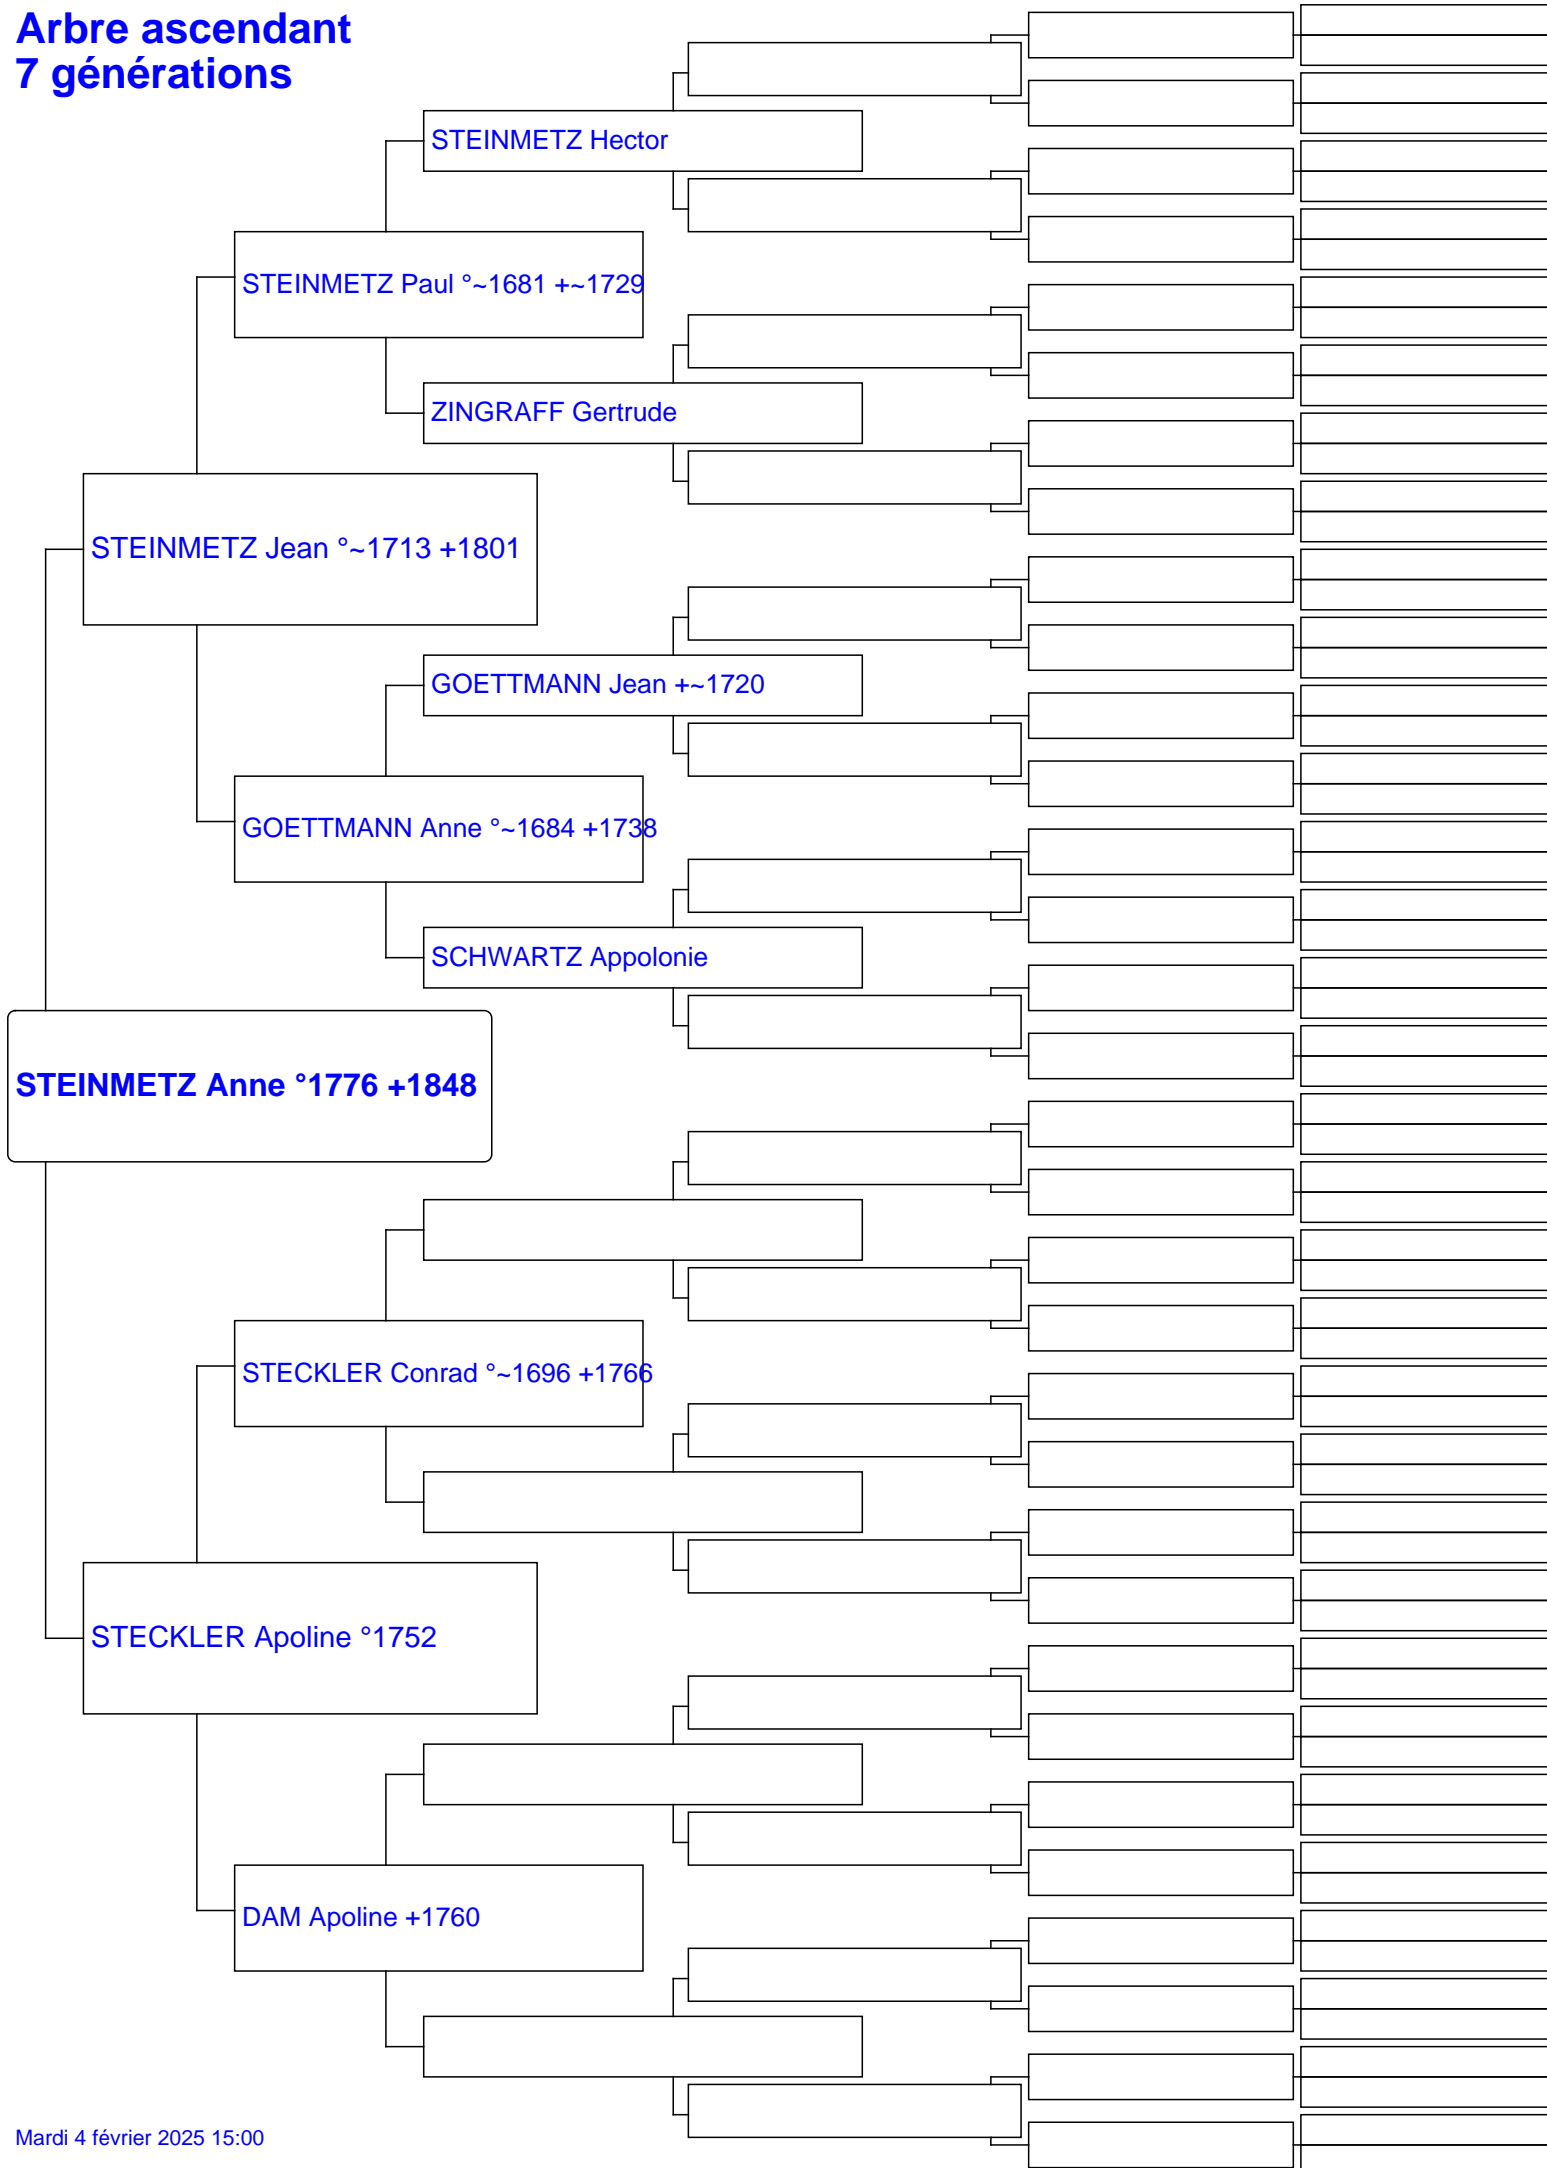 Arbre ascendant
7 générations
STEINMETZ Hector
STEINMETZ Paul °~1681 +~1729
ZINGRAFF Gertrude
STEINMETZ Jean °~1713 +1801
GOETTMANN Jean +~1720
GOETTMANN Anne °~1684 +1738
SCHWARTZ Appolonie
STEINMETZ Anne °1776 +1848
STECKLER Conrad °~1696 +1766
STECKLER Apoline °1752
DAM Apoline +1760
Mardi 4 février 2025 15:00